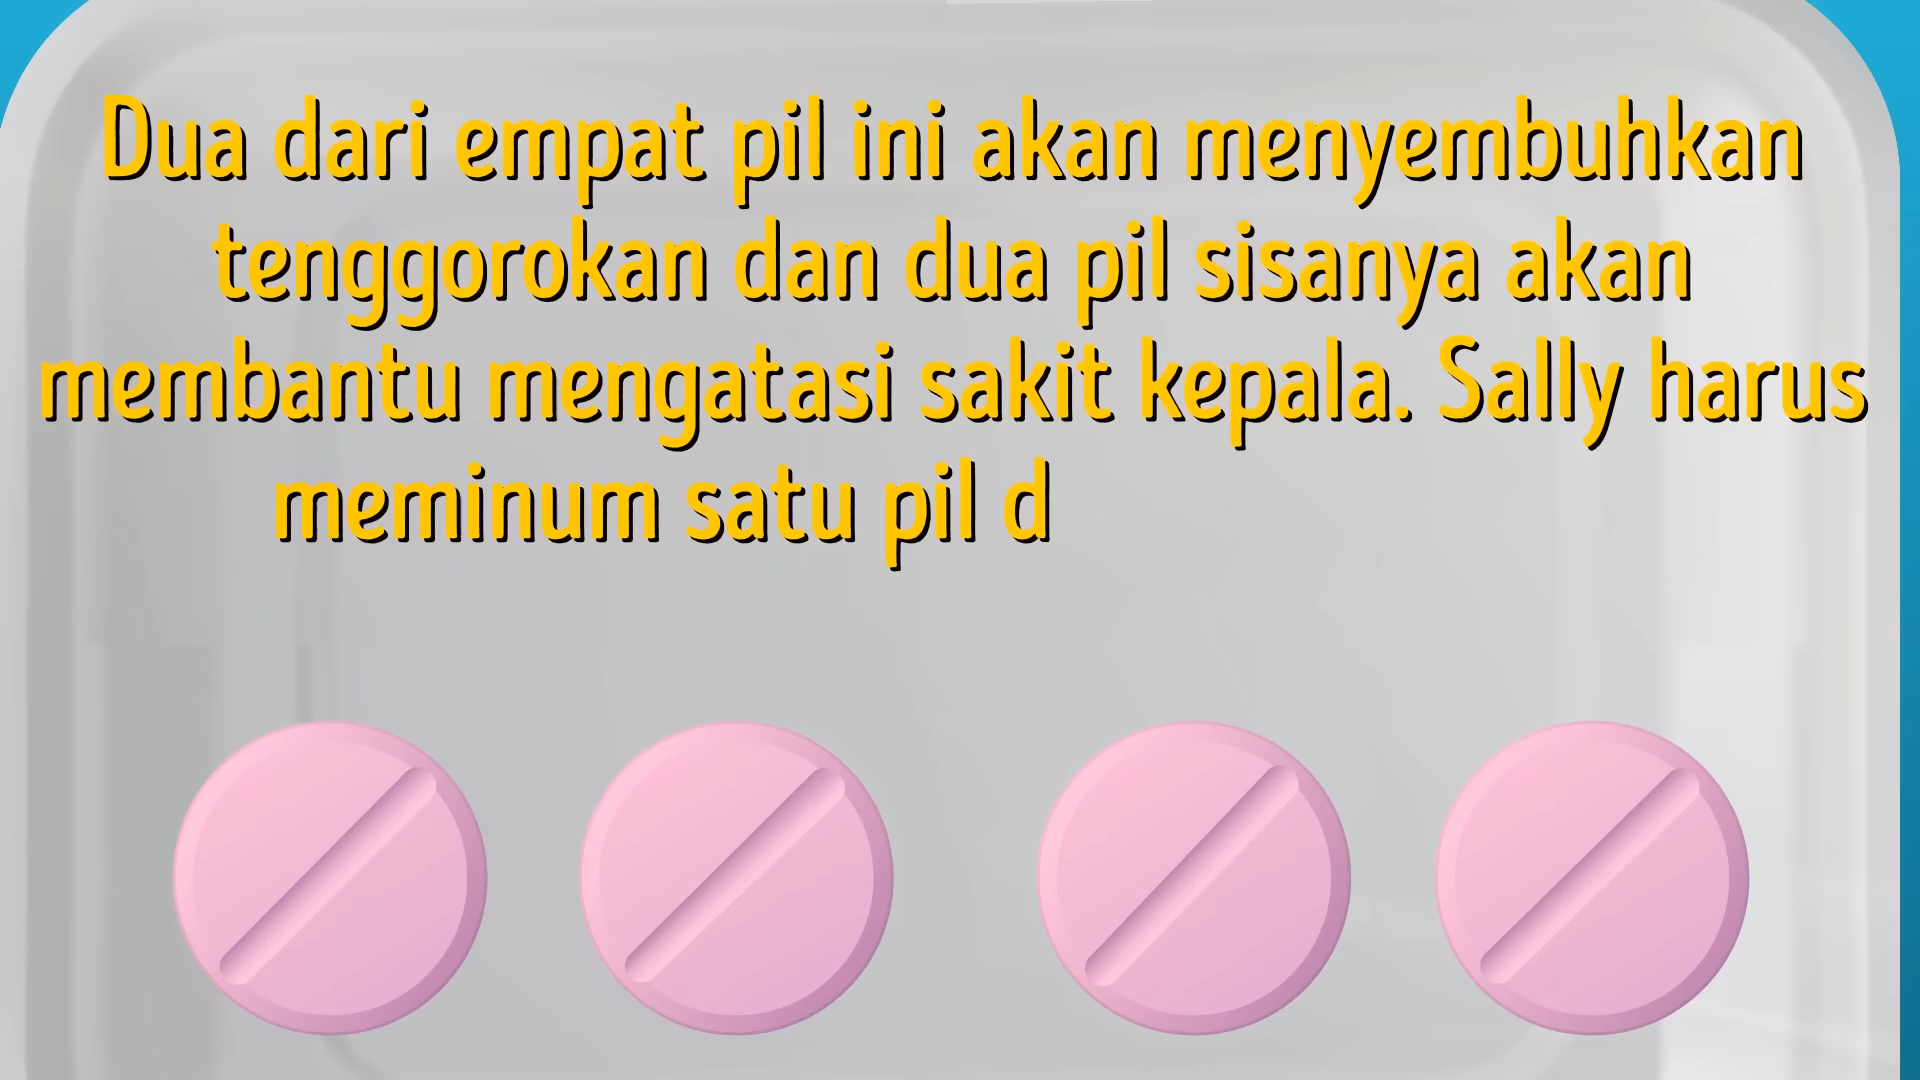 Dua dari empat pil ini akan menyembuhkan
tenggorokan dan dua pil sisanya akan
membantu mengatasi sakit kepala. Sally harus
meminum satu pil d